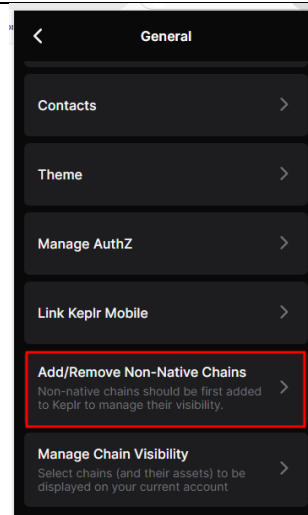 General
Contacts
Theme
Manage AuthZ
Link Keplr Mobile
Add/Remove Non-Native Chains
Non-native chains should be first added
to Keplr to manage their visibility.
Manage Chain Visibility
Select chains (and their assets) to be
displayed on your current account